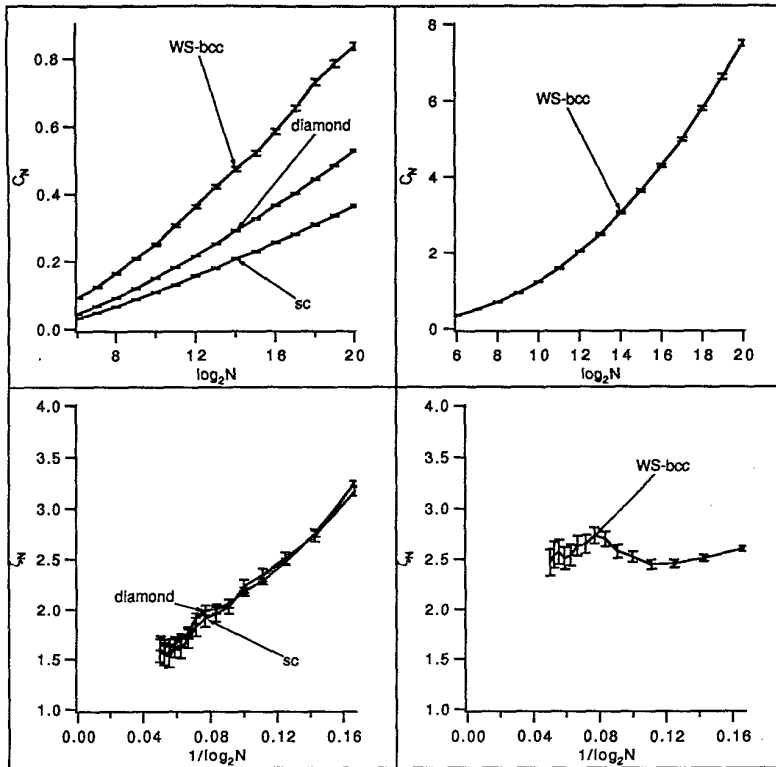 0.8
0.6
0.4
0.2
0.0
C_N
WS-bcc
diamond
sc
8 12 16 20
log₂N
8
6
4
2
0
C_N
WS-bcc
6 8 10 12 14 16 18 20
log₂N
4.0
3.5
3.0
2.5
2.0
1.5
1.0
ζ_N
diamond
sc
0.00 0.04 0.08 0.12 0.16
1/log₂N
4.0
3.5
3.0
2.5
2.0
1.5
1.0
ζ_N
WS-bcc
0.00 0.04 0.08 0.12 0.16
1/log₂N